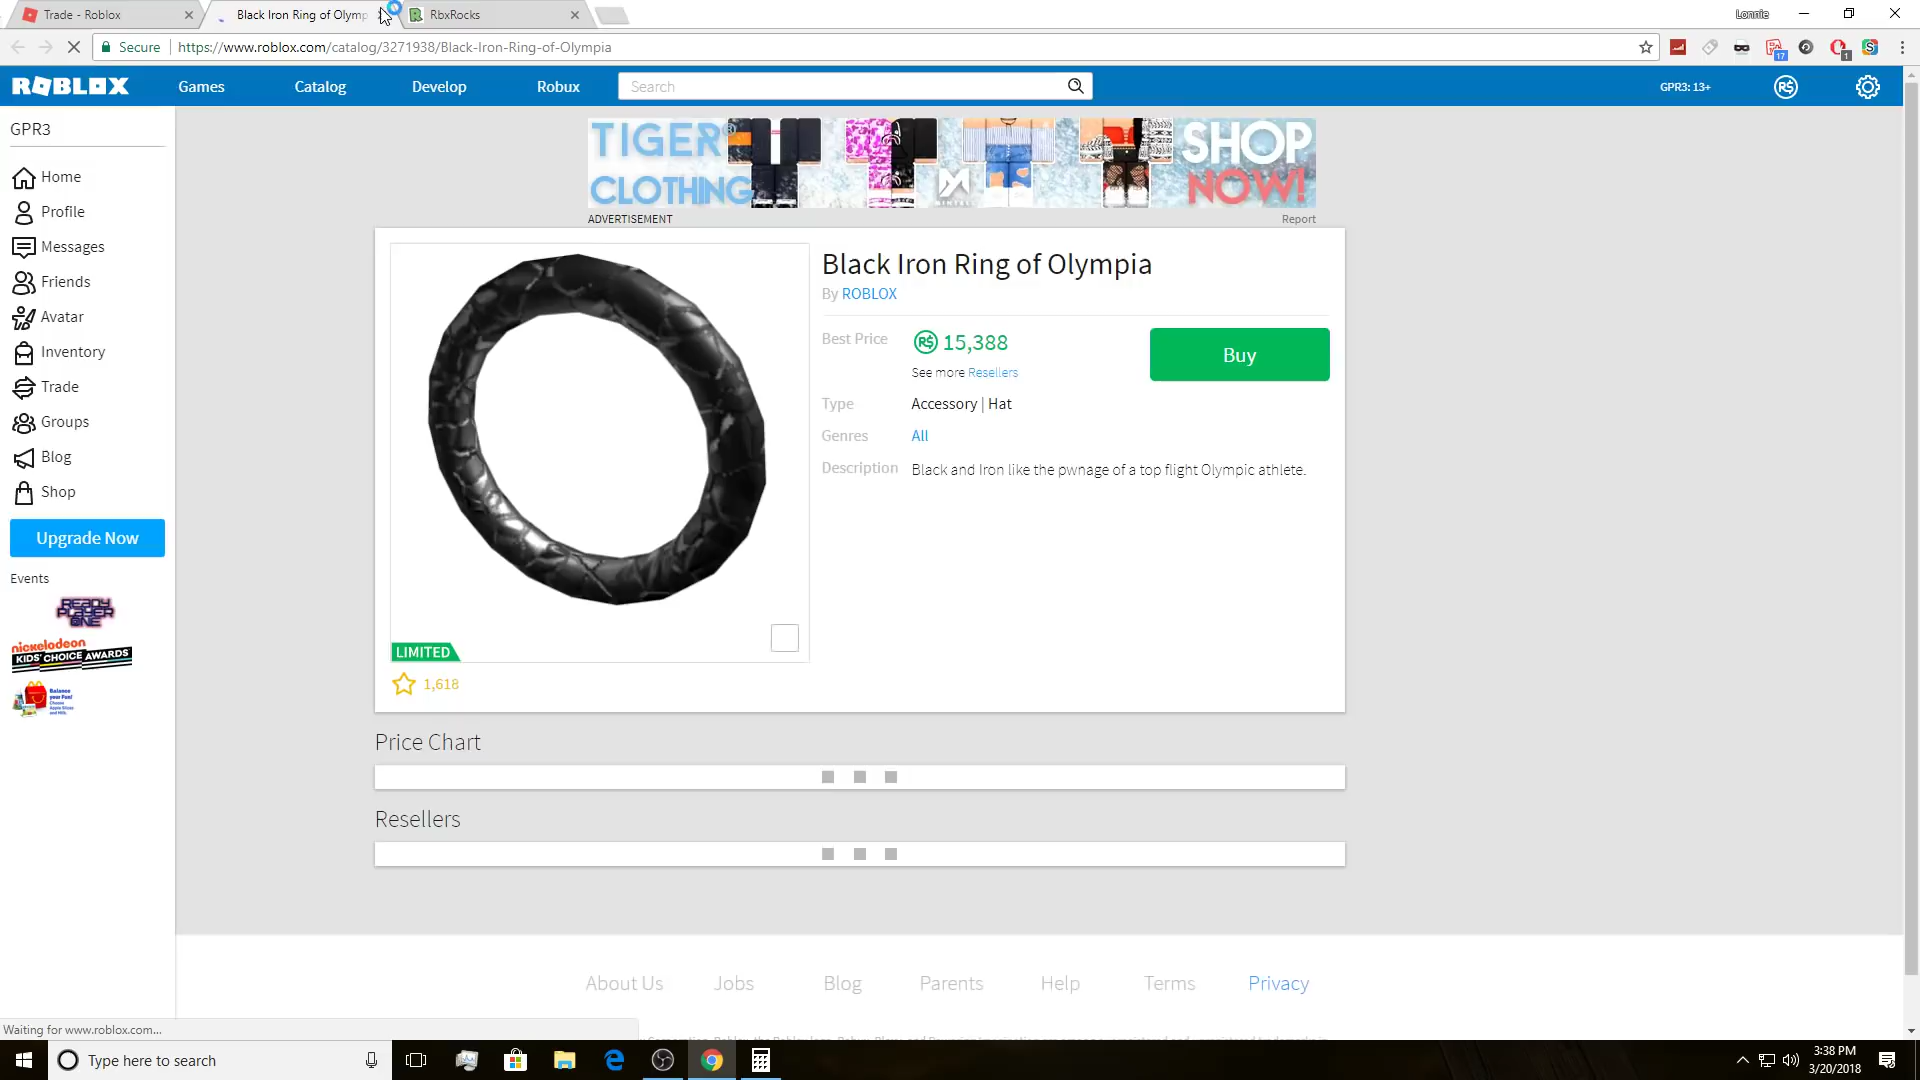 Trade - Roblox
Black Iron Ring of Olymp
RbxRocks
Lonnie
Secure
https://www.roblox.com/catalog/3271938/Black-Iron-Ring-of-Olympia
17
1
ROBLOX
Games
Catalog
Develop
Robux
Search
GPR3: 13+
R$
GPR3
Home
Profile
Messages
Friends
Avatar
Inventory
Trade
Groups
Blog
Shop
Upgrade Now
Events
READY PLAYER ONE
nickelodeon
KIDS' CHOICE AWARDS
TIGER
CLOTHING
SHOP
NOW!
ADVERTISEMENT
Report
Black Iron Ring of Olympia
By ROBLOX
Best Price
R$ 15,388
Buy
See more Resellers
Type
Accessory | Hat
Genres
All
Description
Black and Iron like the pwnage of a top flight Olympic athlete.
LIMITED
1,618
Price Chart
Resellers
About Us
Jobs
Blog
Parents
Help
Terms
Privacy
Waiting for www.roblox.com...
Type here to search
3:38 PM
3/20/2018